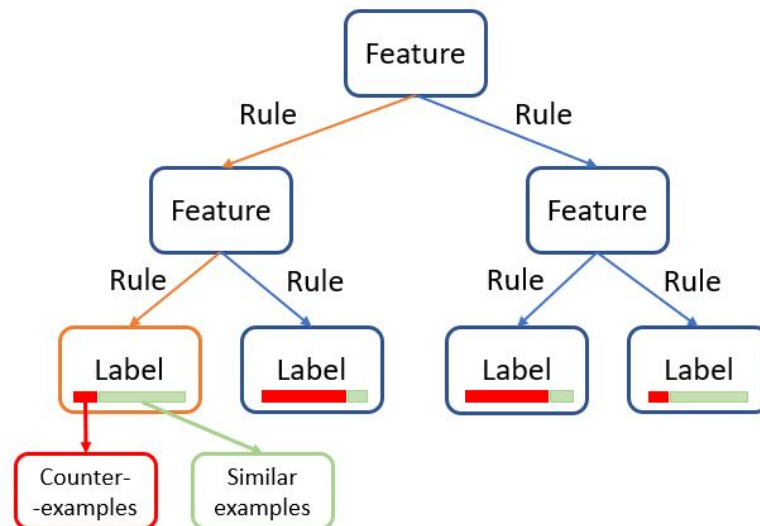 Feature
Rule
Rule
Feature
Feature
Rule
Rule
Rule
Rule
Label
Label
Label
Label
Counter-
-examples
Similar
examples